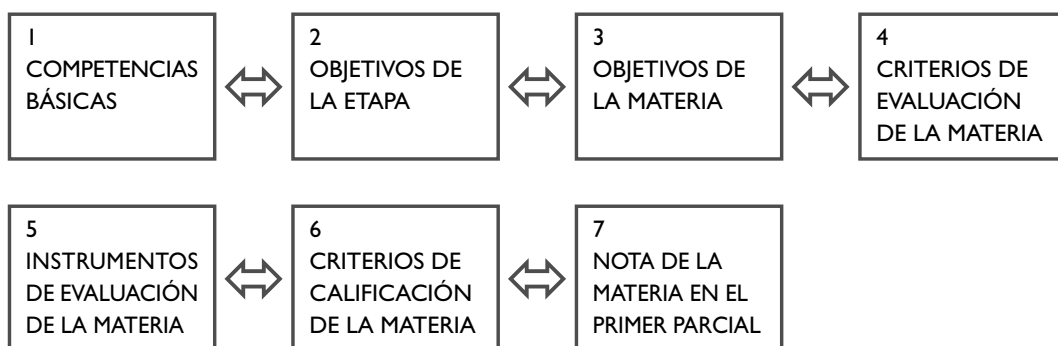 1
COMPETENCIAS
BÁSICAS
2
OBJETIVOS DE
LA ETAPA
3
OBJETIVOS DE
LA MATERIA
4
CRITERIOS DE
EVALUACIÓN
DE LA MATERIA
5
INSTRUMENTOS
DE EVALUACIÓN
DE LA MATERIA
6
CRITERIOS DE
CALIFICACIÓN
DE LA MATERIA
7
NOTA DE LA
MATERIA EN EL
PRIMER PARCIAL